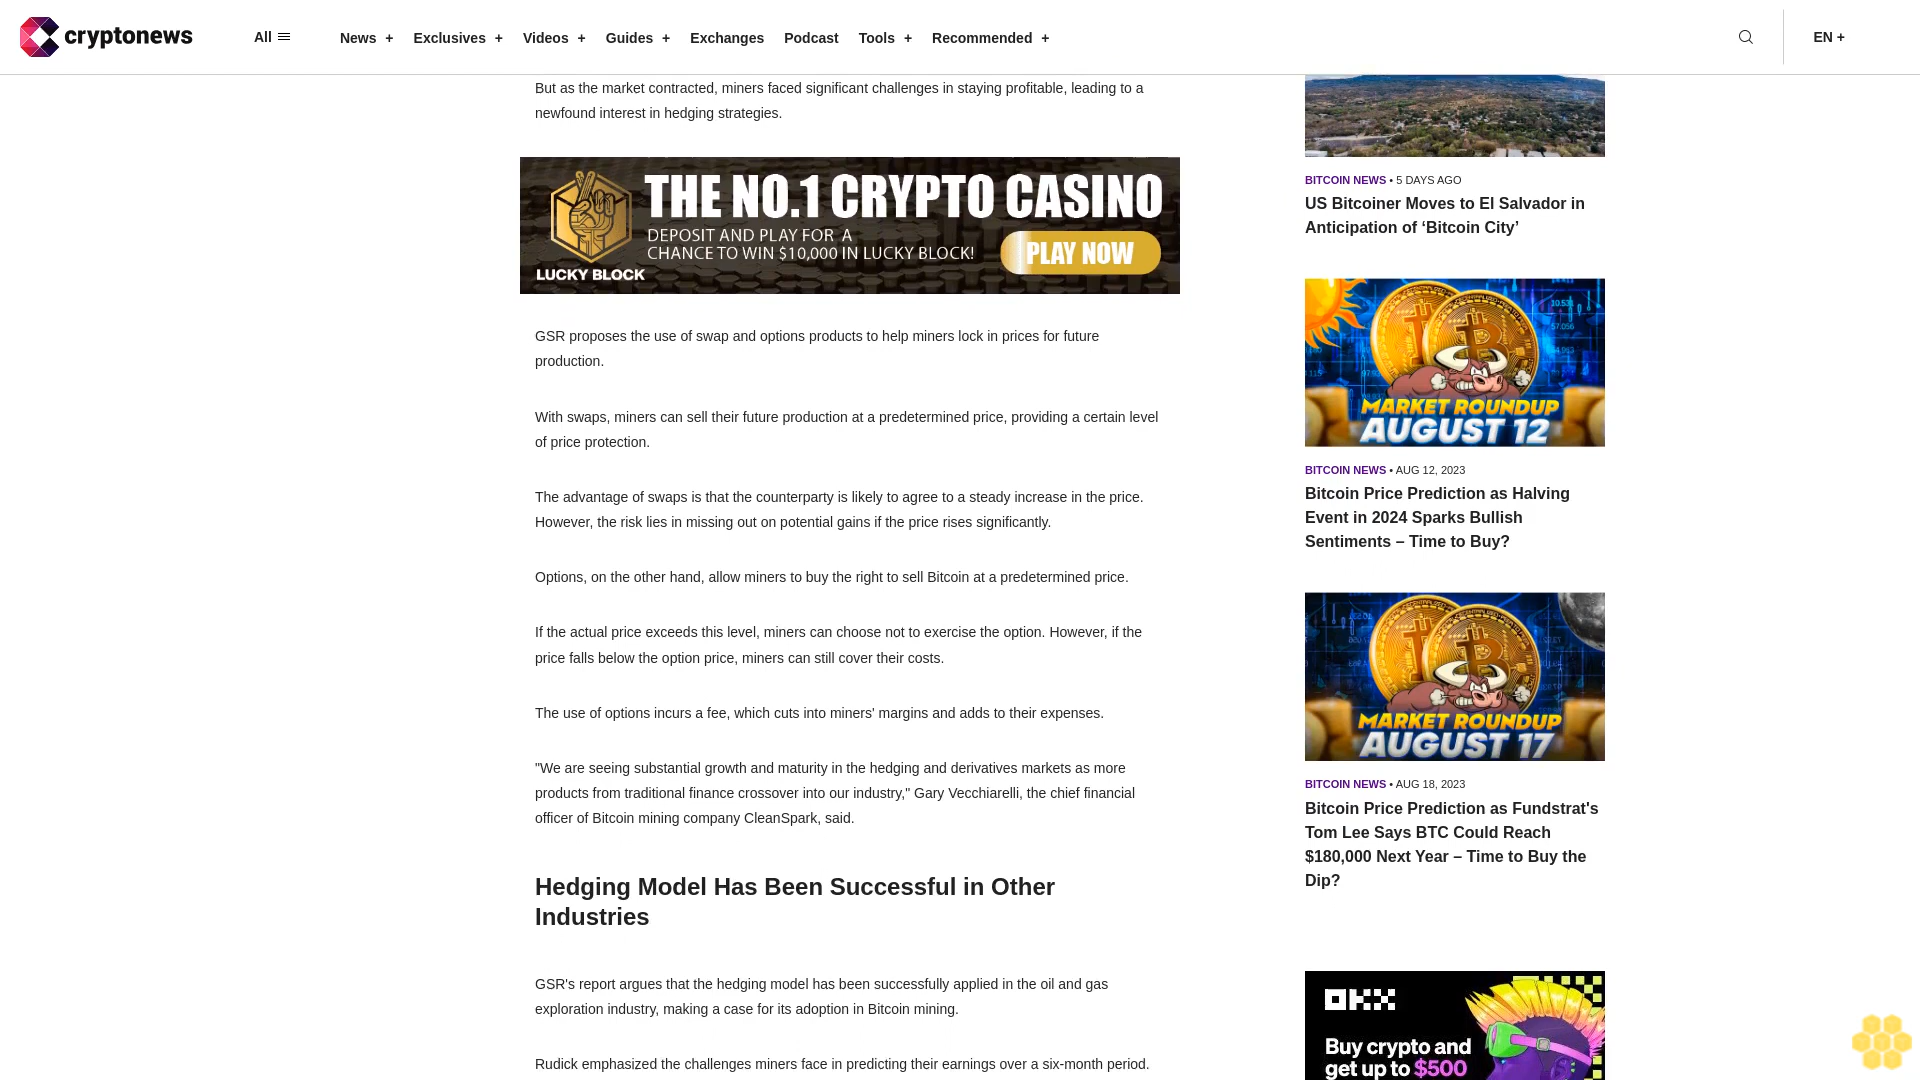 cryptonews
All
News +
Exclusives +
Videos +
Guides +
Exchanges
Podcast
Tools +
Recommended +
EN +
But as the market contracted, miners faced significant challenges in staying profitable, leading to a
newfound interest in hedging strategies.
THE NO.1 CRYPTO CASINO
DEPOSIT AND PLAY FOR A
CHANCE TO WIN $10,000 IN LUCKY BLOCK!
PLAY NOW
LUCKY BLOCK
GSR proposes the use of swap and options products to help miners lock in prices for future
production.
With swaps, miners can sell their future production at a predetermined price, providing a certain level
of price protection.
The advantage of swaps is that the counterparty is likely to agree to a steady increase in the price.
However, the risk lies in missing out on potential gains if the price rises significantly.
Options, on the other hand, allow miners to buy the right to sell Bitcoin at a predetermined price.
If the actual price exceeds this level, miners can choose not to exercise the option. However, if the
price falls below the option price, miners can still cover their costs.
The use of options incurs a fee, which cuts into miners' margins and adds to their expenses.
"We are seeing substantial growth and maturity in the hedging and derivatives markets as more
products from traditional finance crossover into our industry," Gary Vecchiarelli, the chief financial
officer of Bitcoin mining company CleanSpark, said.
Hedging Model Has Been Successful in Other
Industries
GSR's report argues that the hedging model has been successfully applied in the oil and gas
exploration industry, making a case for its adoption in Bitcoin mining.
Rudick emphasized the challenges miners face in predicting their earnings over a six-month period.
BITCOIN NEWS • 5 DAYS AGO
US Bitcoiner Moves to El Salvador in
Anticipation of ‘Bitcoin City’
MARKET ROUNDUP
AUGUST 12
BITCOIN NEWS • AUG 12, 2023
Bitcoin Price Prediction as Halving
Event in 2024 Sparks Bullish
Sentiments – Time to Buy?
MARKET ROUNDUP
AUGUST 17
BITCOIN NEWS • AUG 18, 2023
Bitcoin Price Prediction as Fundstrat's
Tom Lee Says BTC Could Reach
$180,000 Next Year – Time to Buy the
Dip?
OKX
Buy crypto and
get up to $500